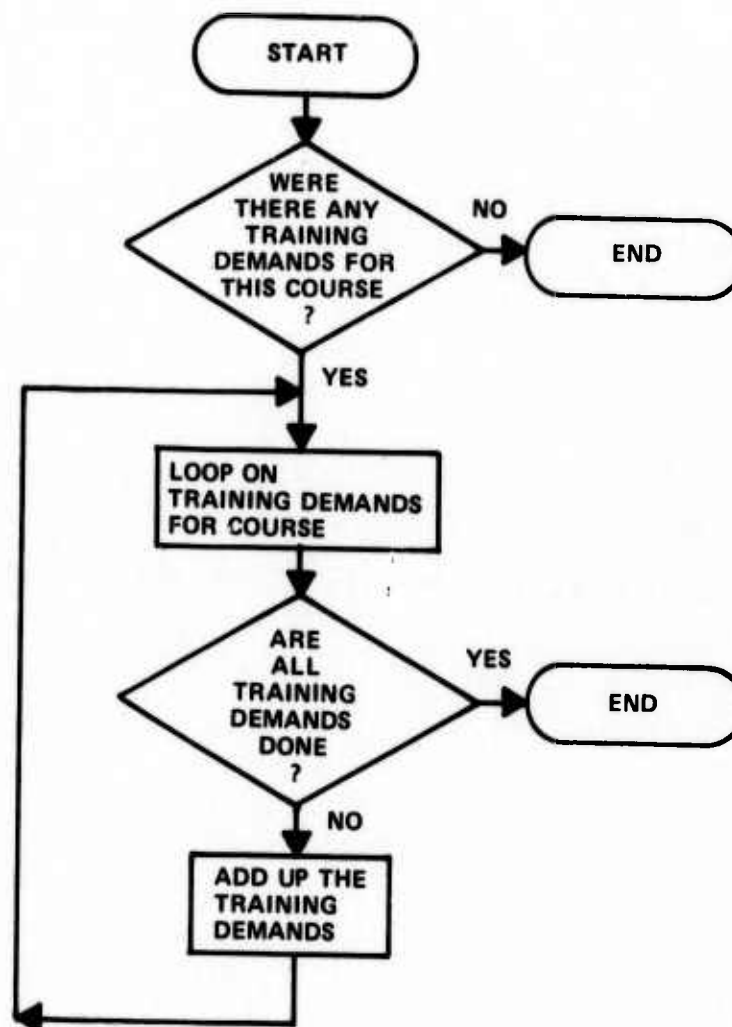 START
WERE
THERE ANY
TRAINING
DEMANDS FOR
THIS COURSE
?
NO
END
YES
LOOP ON
TRAINING DEMANDS
FOR COURSE
ARE
ALL
TRAINING
DEMANDS
DONE
?
YES
END
NO
ADD UP THE
TRAINING
DEMANDS